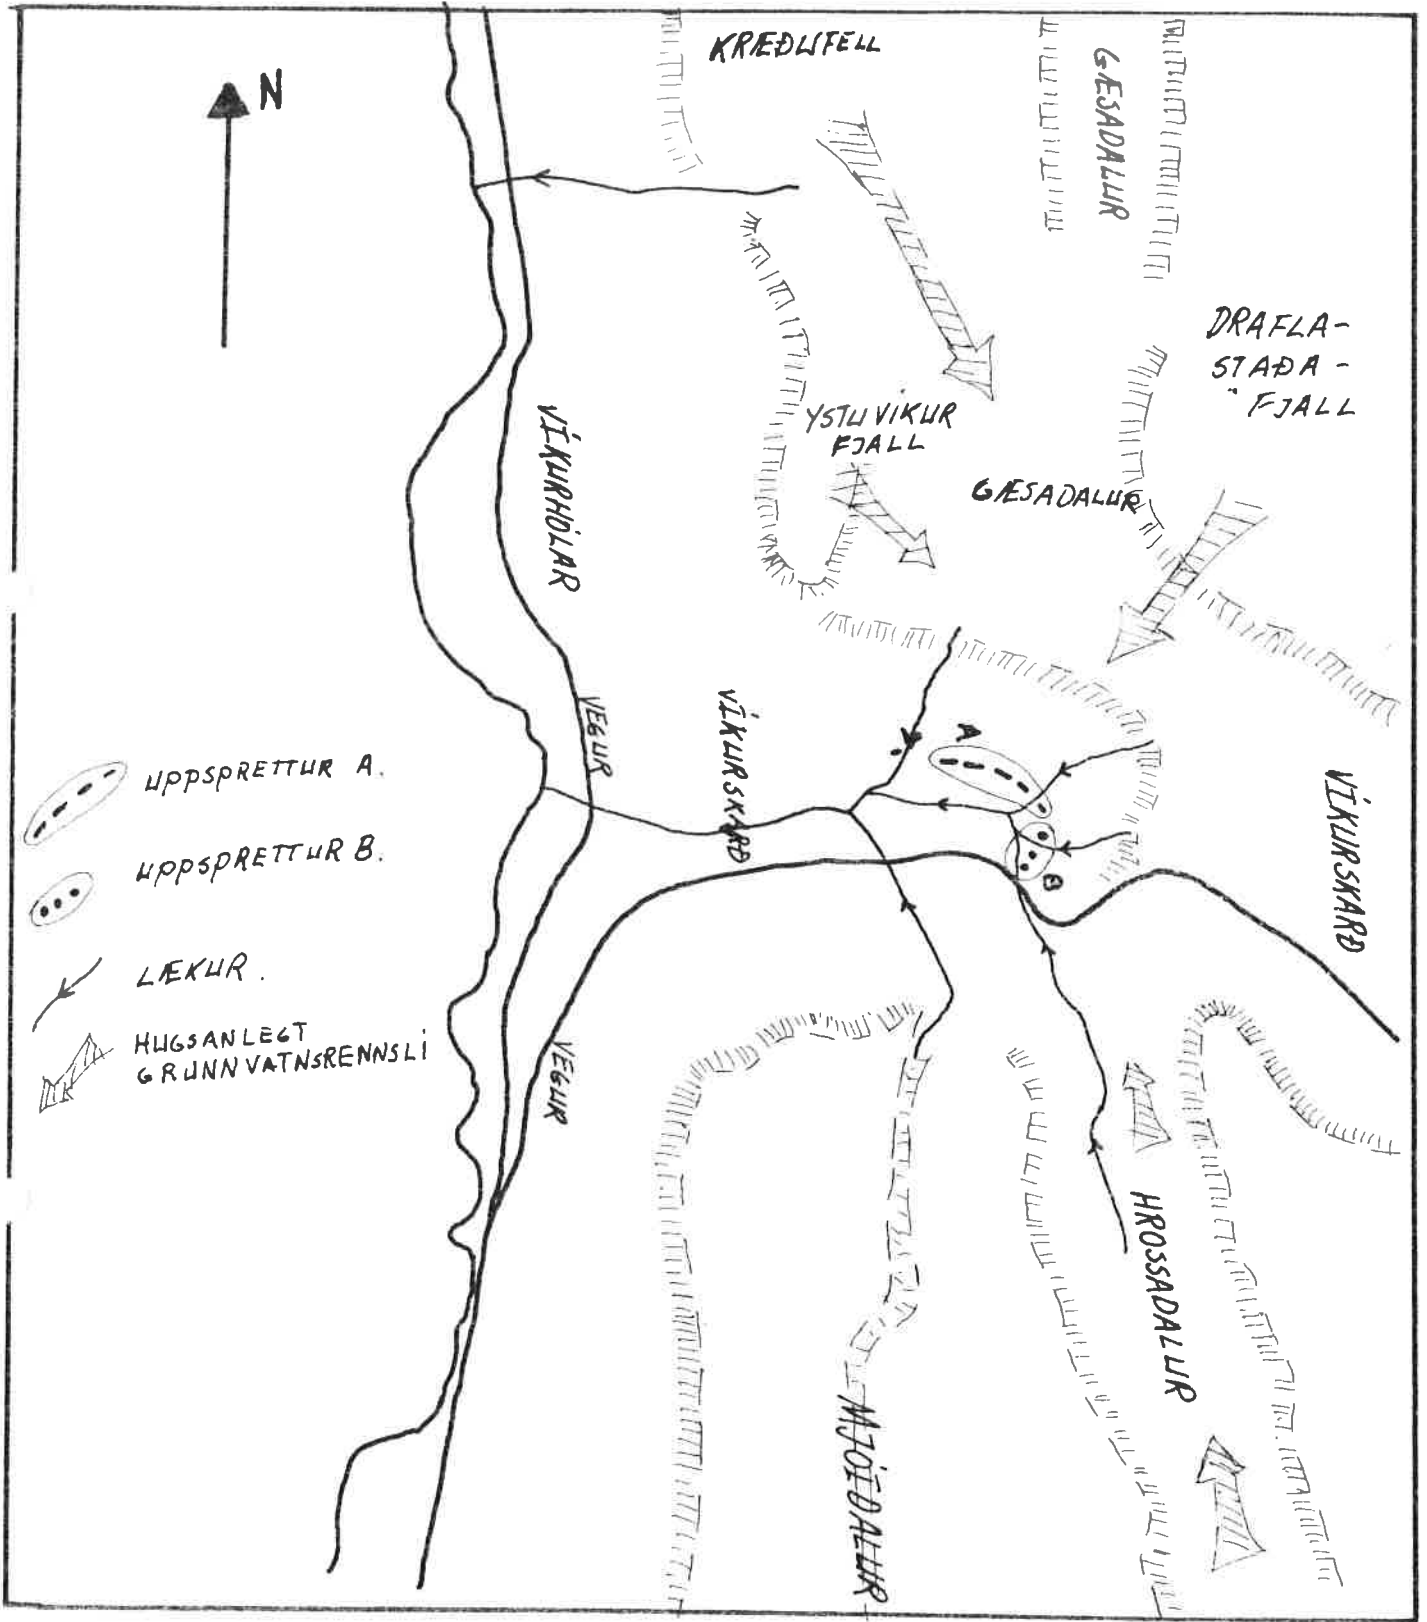 N
KRÆÐUFELL
GÆSADALUR
DRAFLA-
STAÐA-
FJALL
YSTUVÍKUR
FJALL
GÆSADALUR
VÍKURHÓLAR
VEGUR
VÍKURSKARÐ
A
B
VÍKURSKARÐ
UPPSPRETTUR A.
UPPSPRETTUR B.
LÆKUR.
HUGSANLEGT
GRUNNVATNSRENNSLI
VEGUR
HROSSADALUR